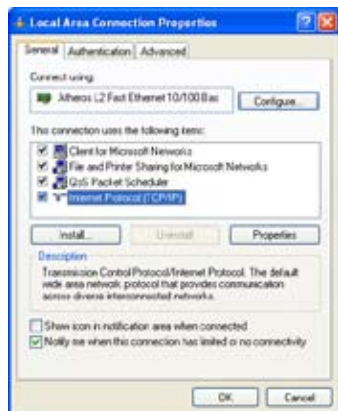 Local Area Connection Properties
General Authentication Advanced
Connect using:
Atheros L2 Fast Ethernet 10/100 Bas
Configure...
This connection uses the following items:
Client for Microsoft Networks
File and Printer Sharing for Microsoft Networks
QoS Packet Scheduler
Internet Protocol (TCP/IP)
Install... Uninstall Properties
Description
Transmission Control Protocol/Internet Protocol. The default
wide area network protocol that provides communication
across diverse interconnected networks.
Show icon in notification area when connected
Notify me when this connection has limited or no connectivity
OK Cancel